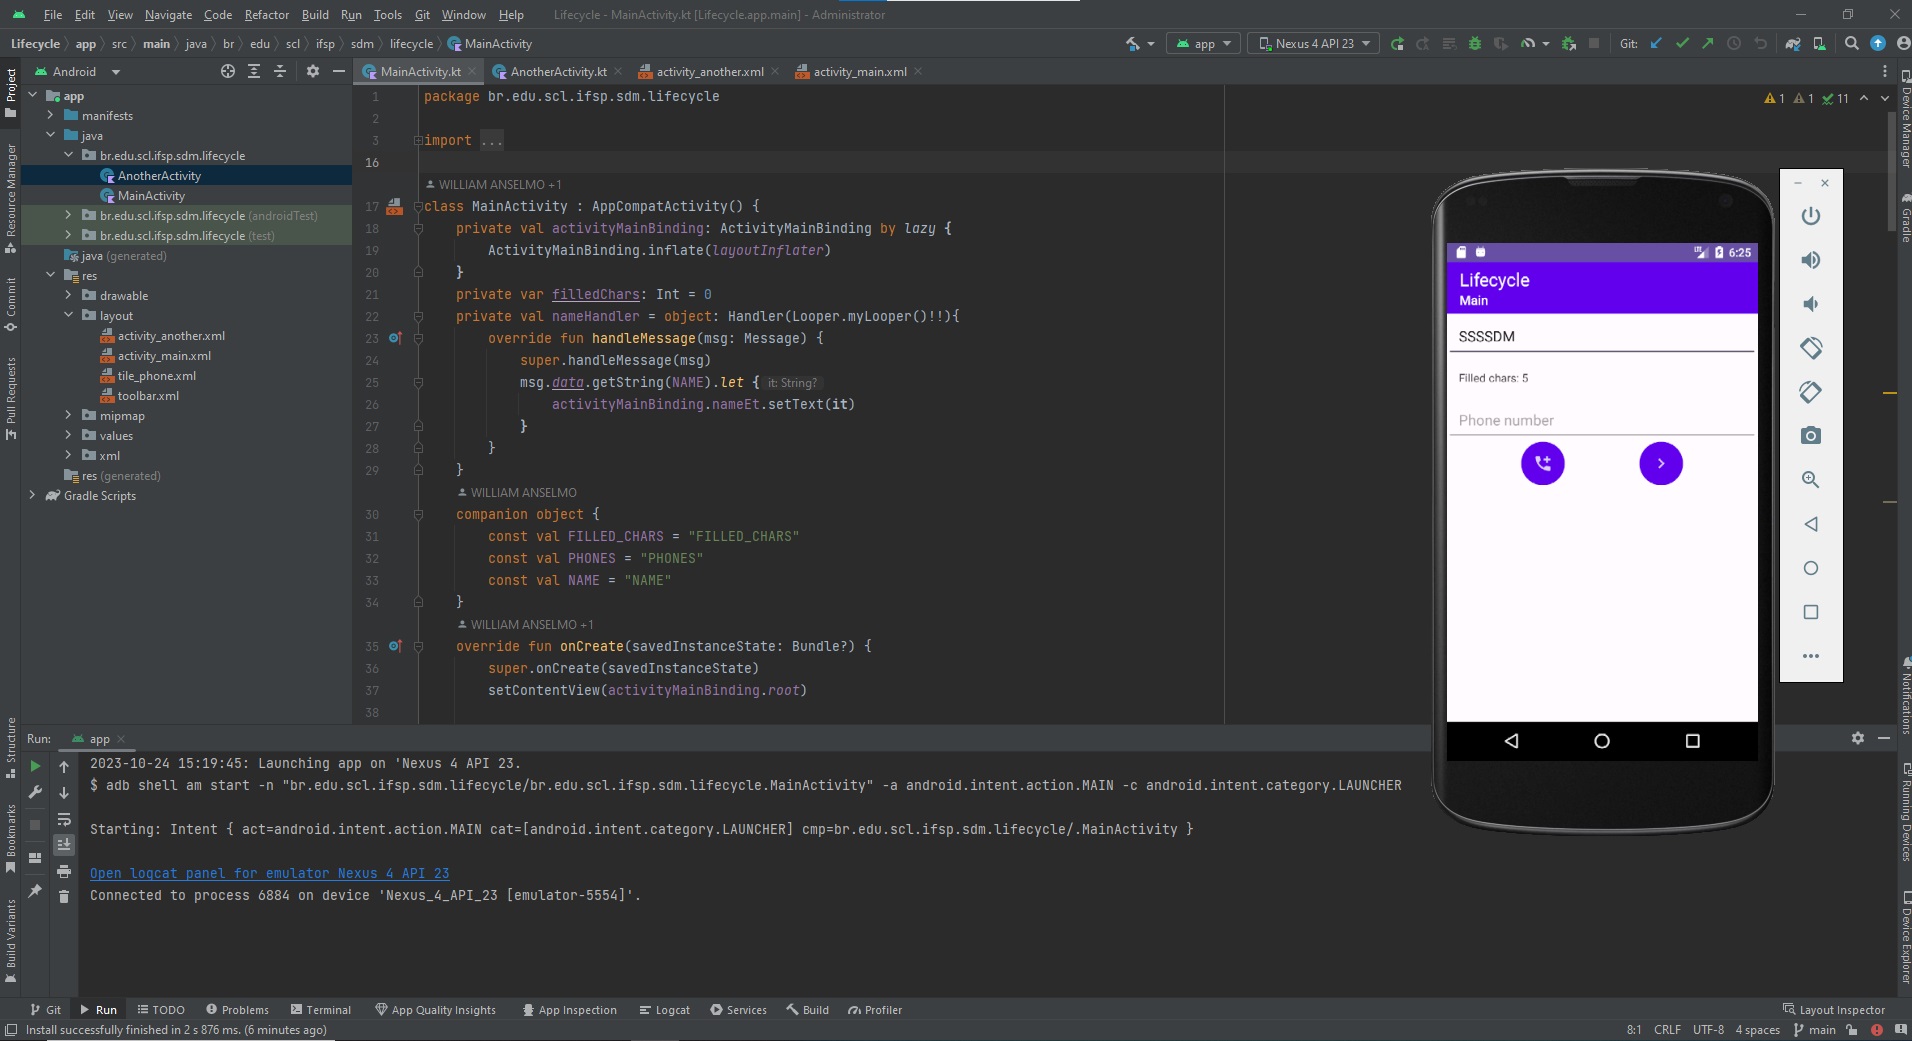 File Edit View Navigate Code Refactor Build Run Tools Git Window Help Lifecycle - MainActivity.kt [Lifecycle.app.main] - Administrator
Lifecycle app src main java br edu scl ifsp sdm lifecycle MainActivity app Nexus 4 API 23 Git:
Project
Resource Manager
Commit
Pull Requests
Structure
Bookmarks
Build Variants
Android
app
manifests
java
br.edu.scl.ifsp.sdm.lifecycle
AnotherActivity
MainActivity
br.edu.scl.ifsp.sdm.lifecycle (androidTest)
br.edu.scl.ifsp.sdm.lifecycle (test)
java (generated)
res
drawable
layout
activity_another.xml
activity_main.xml
tile_phone.xml
toolbar.xml
mipmap
values
xml
res (generated)
Gradle Scripts
MainActivity.kt AnotherActivity.kt activity_another.xml activity_main.xml
1 1 11
1 package br.edu.scl.ifsp.sdm.lifecycle
2
3 import ...
16
WILLIAM ANSELMO +1
17 class MainActivity : AppCompatActivity() {
18 private val activityMainBinding: ActivityMainBinding by lazy {
19 ActivityMainBinding.inflate(layoutInflater)
20 }
21 private var filledChars: Int = 0
22 private val nameHandler = object: Handler(Looper.myLooper()!!){
23 override fun handleMessage(msg: Message) {
24 super.handleMessage(msg)
25 msg.data.getString(NAME).let { it: String?
26 activityMainBinding.nameEt.setText(it)
27 }
28 }
29 }
WILLIAM ANSELMO
30 companion object {
31 const val FILLED_CHARS = "FILLED_CHARS"
32 const val PHONES = "PHONES"
33 const val NAME = "NAME"
34 }
WILLIAM ANSELMO +1
35 override fun onCreate(savedInstanceState: Bundle?) {
36 super.onCreate(savedInstanceState)
37 setContentView(activityMainBinding.root)
38
6:25
Lifecycle
Main
SSSSDM
Filled chars: 5
Phone number
Device Manager
Gradle
Notifications
Running Devices
Device Explorer
Run: app
2023-10-24 15:19:45: Launching app on 'Nexus 4 API 23.
$ adb shell am start -n "br.edu.scl.ifsp.sdm.lifecycle/br.edu.scl.ifsp.sdm.lifecycle.MainActivity" -a android.intent.action.MAIN -c android.intent.category.LAUNCHER
Starting: Intent { act=android.intent.action.MAIN cat=[android.intent.category.LAUNCHER] cmp=br.edu.scl.ifsp.sdm.lifecycle/.MainActivity }
Open logcat panel for emulator Nexus 4 API 23
Connected to process 6884 on device 'Nexus_4_API_23 [emulator-5554]'.
Git Run TODO Problems Terminal App Quality Insights App Inspection Logcat Services Build Profiler Layout Inspector
Install successfully finished in 2 s 876 ms. (6 minutes ago) 8:1 CRLF UTF-8 4 spaces main